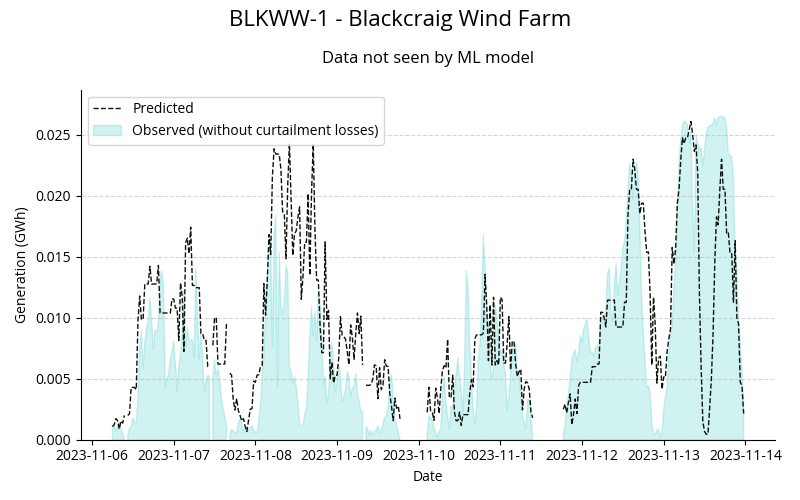 BLKWW-1 - Blackcraig Wind Farm
Data not seen by ML model
Predicted
Observed (without curtailment losses)
Generation (GWh)
0.025
0.020
0.015
0.010
0.005
0.000
2023-11-06 2023-11-07 2023-11-08 2023-11-09 2023-11-10 2023-11-11 2023-11-12 2023-11-13 2023-11-14
Date